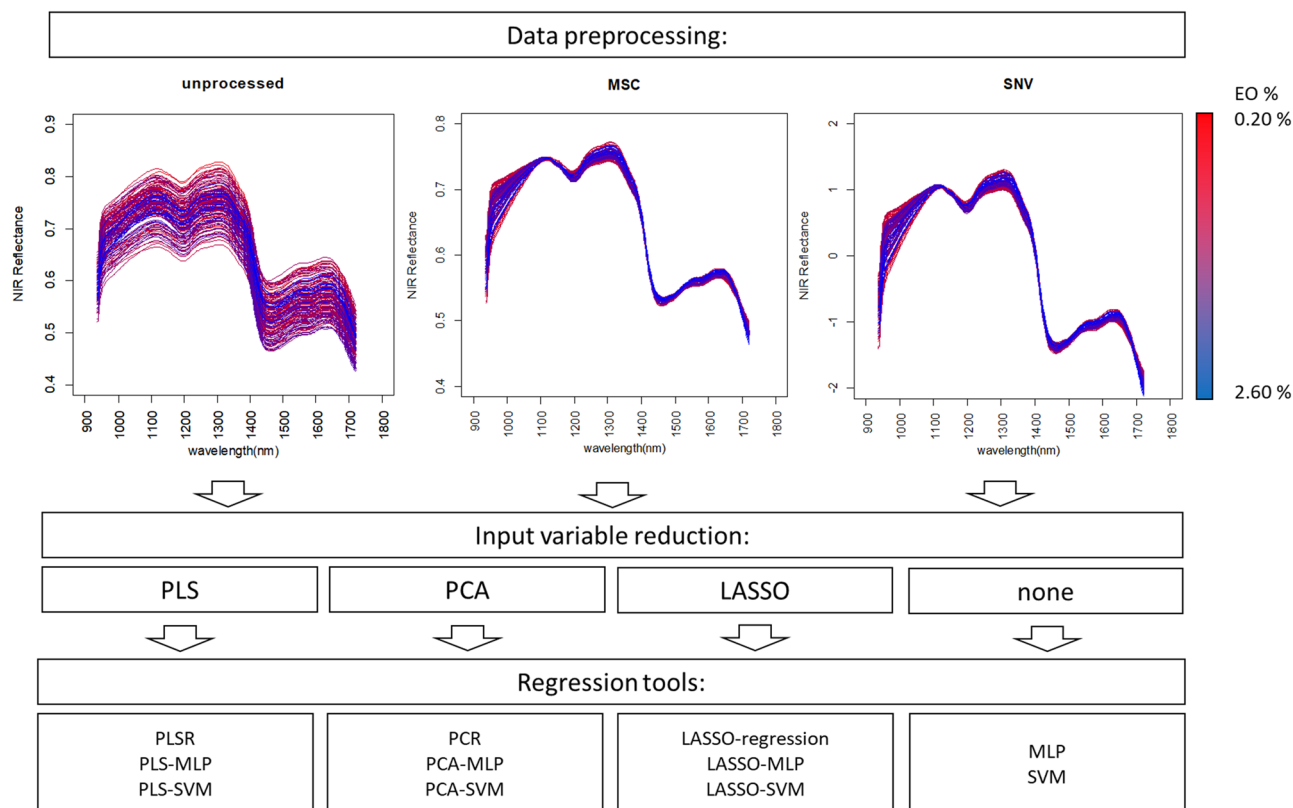 Data preprocessing:
unprocessed
NIR Reflectance
0.9
0.8
0.7
0.6
0.5
0.4
900
1000
1100
1200
1300
1400
1500
1600
1700
1800
wavelength(nm)
MSC
NIR Reflectance
0.8
0.7
0.6
0.5
0.4
900
1000
1100
1200
1300
1400
1500
1600
1700
1800
wavelength(nm)
SNV
NIR Reflectance
2
1
0
-1
-2
900
1000
1100
1200
1300
1400
1500
1600
1700
1800
wavelength(nm)
EO %
0.20 %
2.60 %
Input variable reduction:
PLS
PCA
LASSO
none
Regression tools:
PLSR
PLS-MLP
PLS-SVM
PCR
PCA-MLP
PCA-SVM
LASSO-regression
LASSO-MLP
LASSO-SVM
MLP
SVM